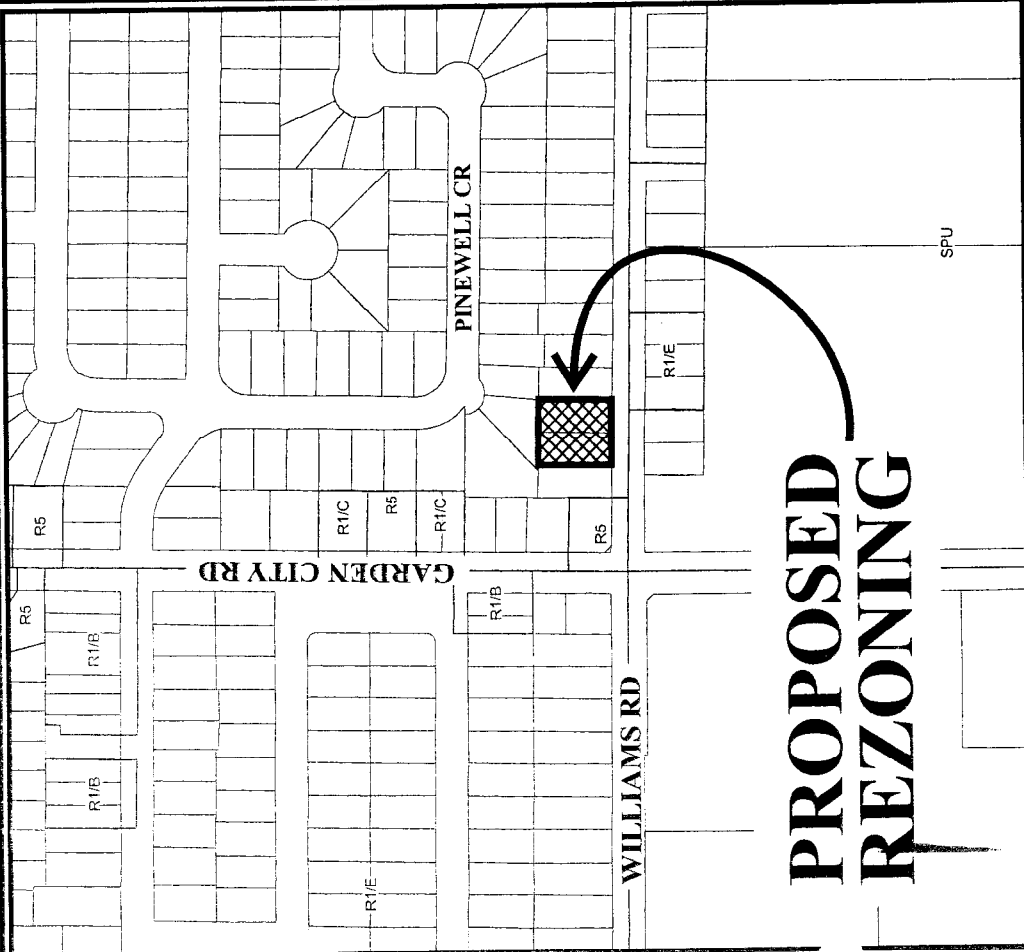 R5
R5
R1/B
R1/B
GARDEN CITY RD
R1/C
R1/E
R5
R1/C
PINEWELL CR
R1/B
R5
WILLIAMS RD
R1/E
PROPOSED
REZONING
SPU